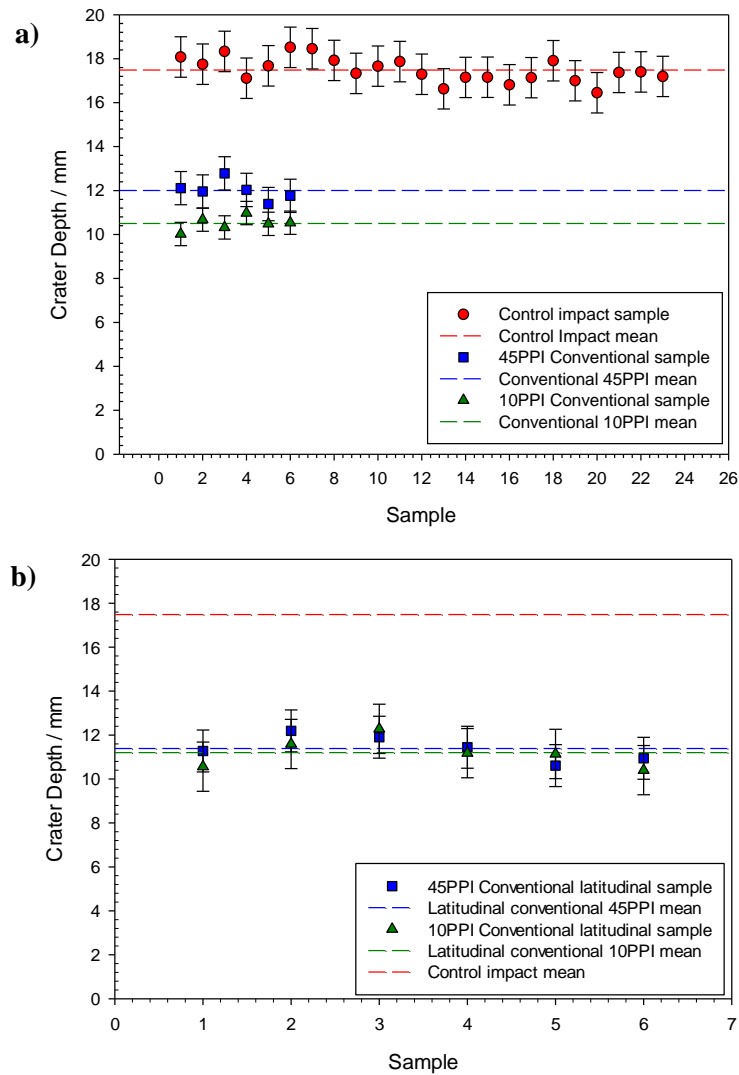 a)
20
18
16
14
12
10
8
6
4
2
0
Crater Depth / mm
Control impact sample
Control Impact mean
45PPI Conventional sample
Conventional 45PPI mean
10PPI Conventional sample
Conventional 10PPI mean
0 2 4 6 8 10 12 14 16 18 20 22 24 26
Sample
b)
20
18
16
14
12
10
8
6
4
2
0
Crater Depth / mm
45PPI Conventional latitudinal sample
Latitudinal conventional 45PPI mean
10PPI Conventional latitudinal sample
Latitudinal conventional 10PPI mean
Control impact mean
0 1 2 3 4 5 6 7
Sample